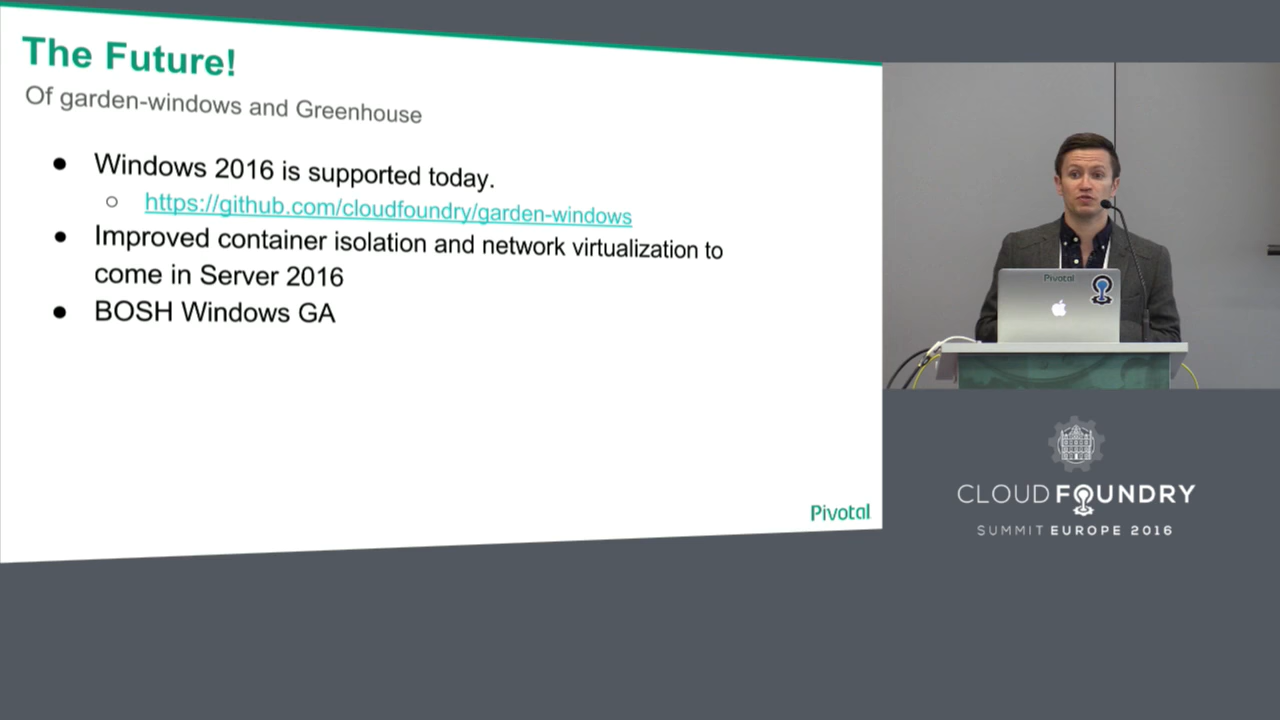 The Future!
Of garden-windows and Greenhouse
● Windows 2016 is supported today.
○ https://github.com/cloudfoundry/garden-windows
● Improved container isolation and network virtualization to
come in Server 2016
● BOSH Windows GA
Pivotal
Pivotal
CLOUD FOUNDRY
SUMMIT EUROPE 2016